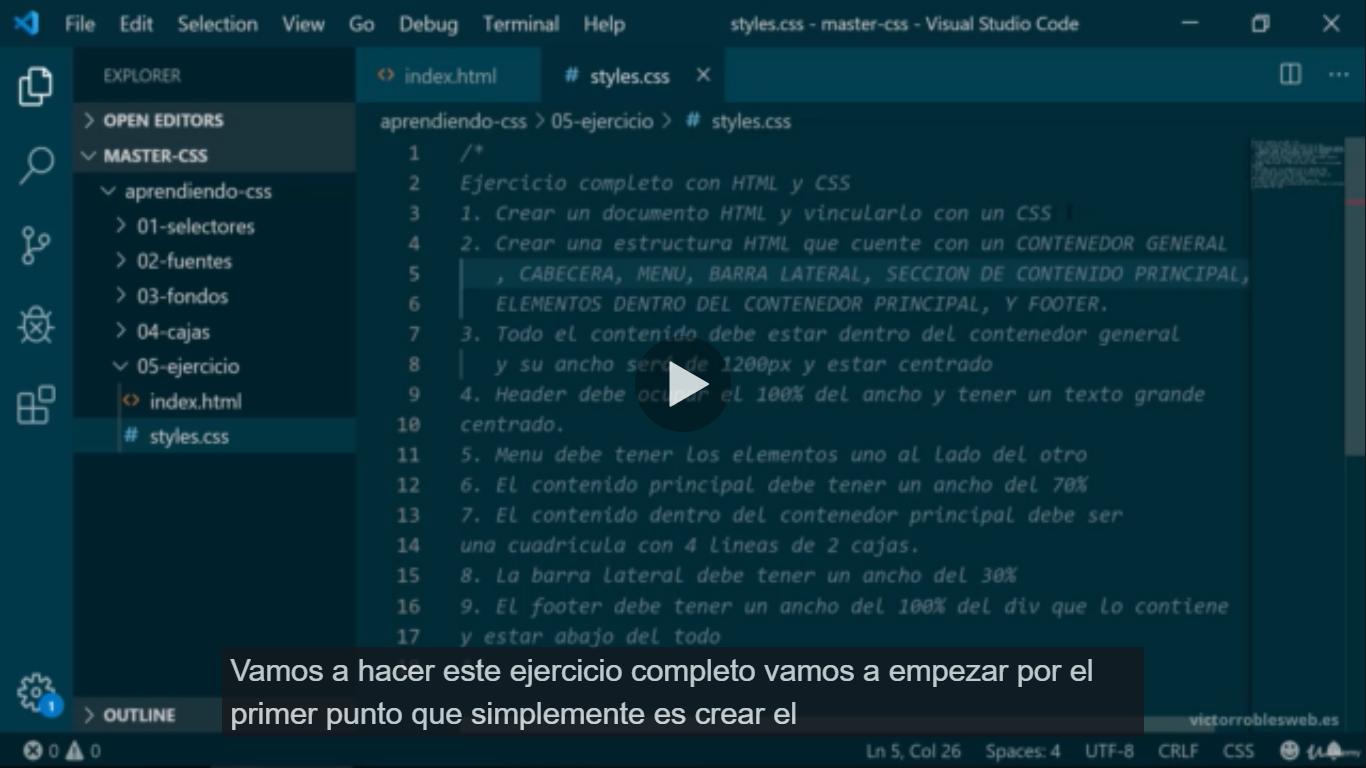 File Edit Selection View Go Debug Terminal Help styles.css - master-css - Visual Studio Code
EXPLORER
OPEN EDITORS
MASTER-CSS
aprendiendo-css
01-selectores
02-fuentes
03-fondos
04-cajas
05-ejercicio
index.html
styles.css
OUTLINE
index.html # styles.css
aprendiendo-css > 05-ejercicio > # styles.css
1 /*
2 Ejercicio completo con HTML y CSS
3 1. Crear un documento HTML y vincularlo con un CSS
4 2. Crear una estructura HTML que cuente con un CONTENEDOR GENERAL
5 , CABECERA, MENU, BARRA LATERAL, SECCION DE CONTENIDO PRINCIPAL,
6 ELEMENTOS DENTRO DEL CONTENEDOR PRINCIPAL, Y FOOTER.
7 3. Todo el contenido debe estar dentro del contenedor general
8 y su ancho será de 1200px y estar centrado
9 4. Header debe ocupar el 100% del ancho y tener un texto grande
10 centrado.
11 5. Menu debe tener los elementos uno al lado del otro
12 6. El contenido principal debe tener un ancho del 70%
13 7. El contenido dentro del contenedor principal debe ser
14 una cuadricula con 4 lineas de 2 cajas.
15 8. La barra lateral debe tener un ancho del 30%
16 9. El footer debe tener un ancho del 100% del div que lo contiene
17 y estar abajo del todo
Vamos a hacer este ejercicio completo vamos a empezar por el
primer punto que simplemente es crear el
victorroblesweb.es
1
0 0 Ln 5, Col 26 Spaces: 4 UTF-8 CRLF CSS